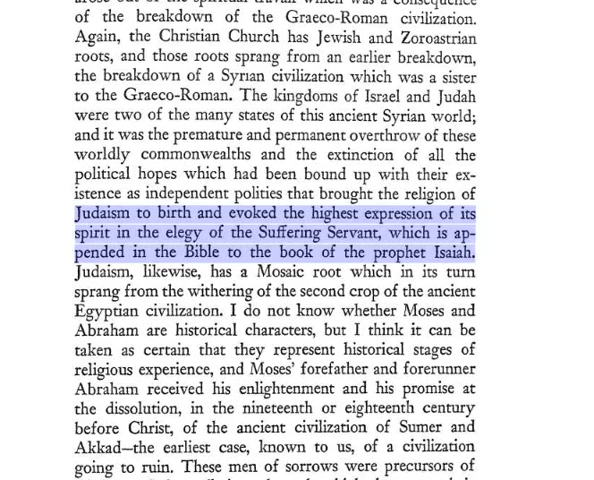 of the breakdown of the Graeco-Roman civilization.
Again, the Christian Church has Jewish and Zoroastrian
roots, and those roots sprang from an earlier breakdown,
the breakdown of a Syrian civilization which was a sister
to the Graeco-Roman. The kingdoms of Israel and Judah
were two of the many states of this ancient Syrian world;
and it was the premature and permanent overthrow of these
worldly commonwealths and the extinction of all the
political hopes which had been bound up with their ex-
istence as independent polities that brought the religion of
Judaism to birth and evoked the highest expression of its
spirit in the elegy of the Suffering Servant, which is ap-
pended in the Bible to the book of the prophet Isaiah.
Judaism, likewise, has a Mosaic root which in its turn
sprang from the withering of the second crop of the ancient
Egyptian civilization. I do not know whether Moses and
Abraham are historical characters, but I think it can be
taken as certain that they represent historical stages of
religious experience, and Moses' forefather and forerunner
Abraham received his enlightenment and his promise at
the dissolution, in the nineteenth or eighteenth century
before Christ, of the ancient civilization of Sumer and
Akkad—the earliest case, known to us, of a civilization
going to ruin. These men of sorrows were precursors of